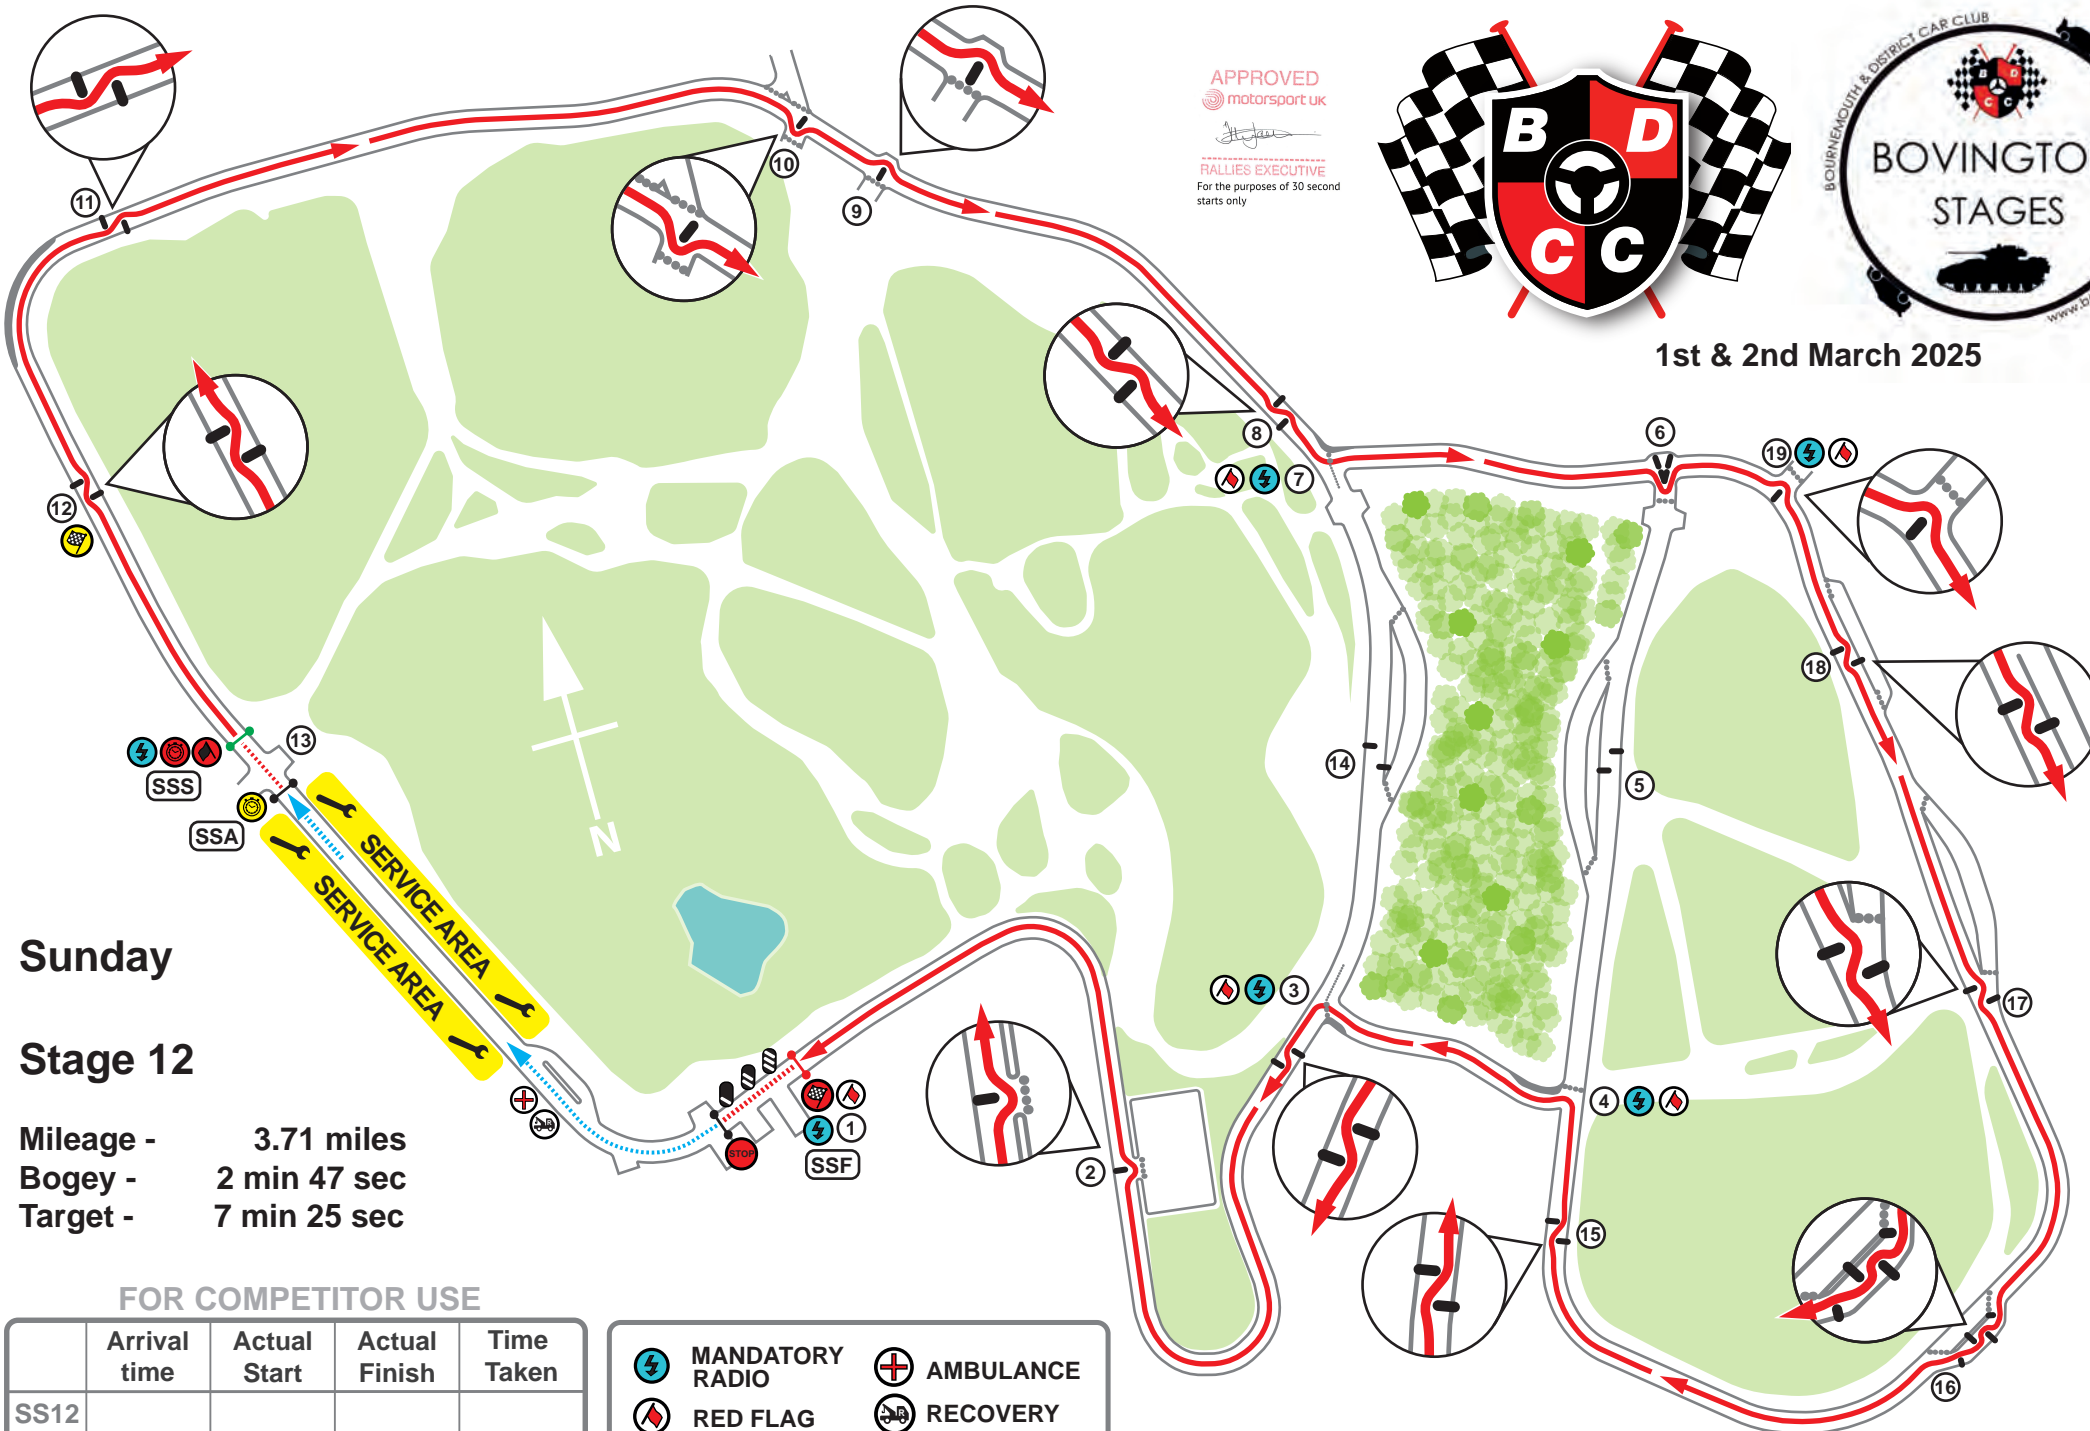 APPROVED
motorsport UK
RALLIES EXECUTIVE
For the purposes of 30 second
starts only
B D
C C
BOURNEMOUTH & DISTRICT CAR CLUB
B D
C C
BOVINGTO
STAGES
www.b
1st & 2nd March 2025
11
10
9
8
7
6
19
12
18
13
SSS
SSA
14
5
SERVICE AREA
SERVICE AREA
N
17
3
4
1
STOP
SSF
2
15
16
Sunday
Stage 12
Mileage - 3.71 miles
Bogey - 2 min 47 sec
Target - 7 min 25 sec
FOR COMPETITOR USE
Arrival time
Actual Start
Actual Finish
Time Taken
SS12
MANDATORY RADIO
AMBULANCE
RED FLAG
RECOVERY